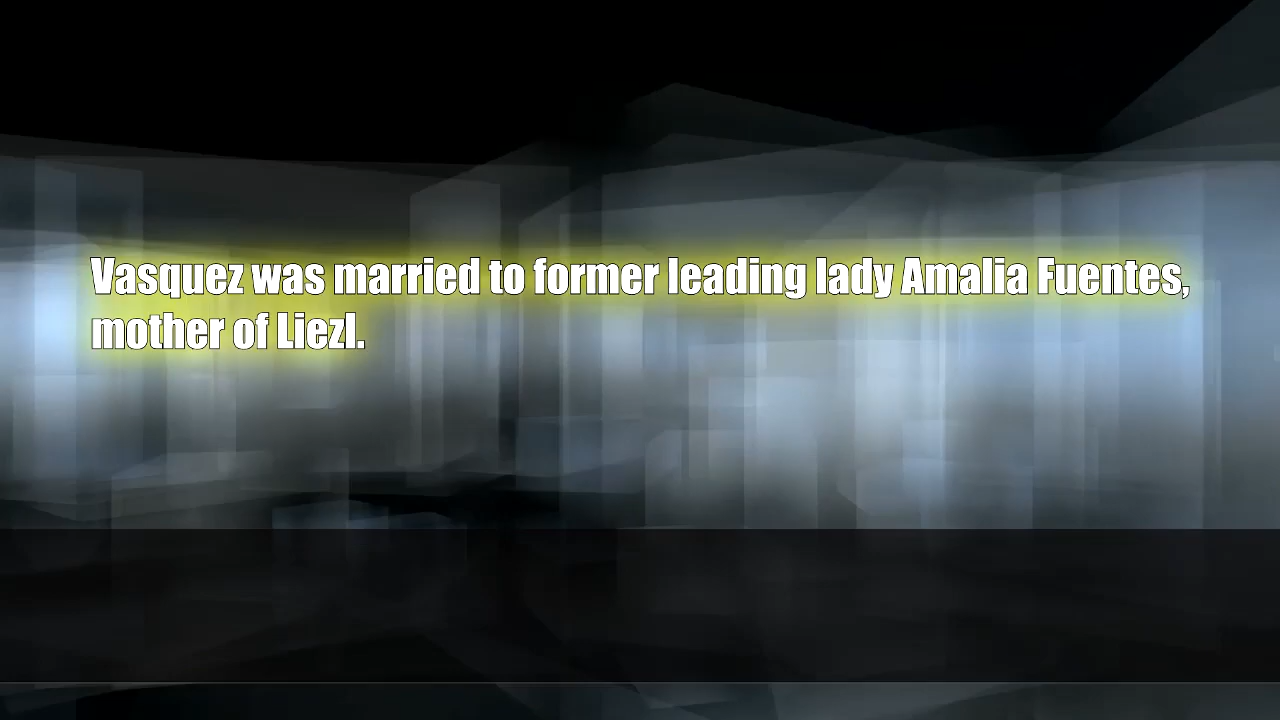 Vasquez was married to former leading lady Amalia Fuentes,
mother of Liezl.